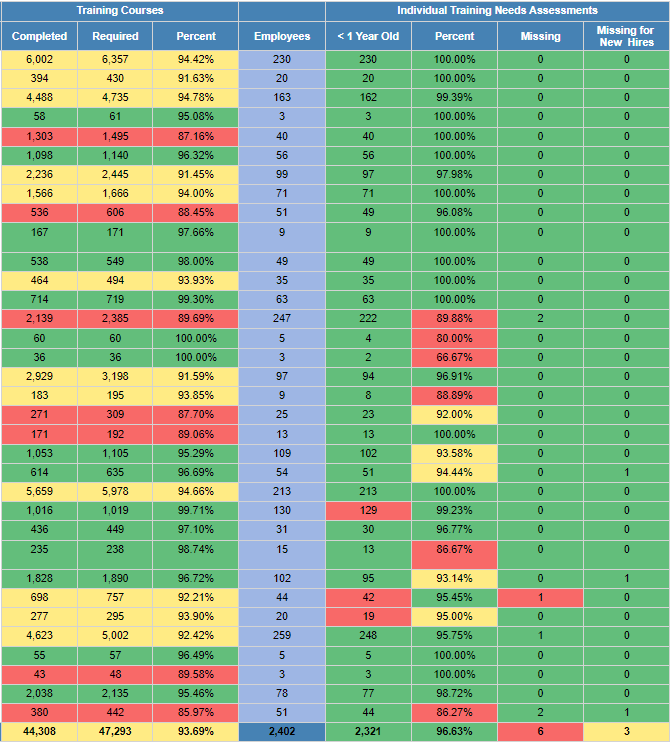 Training Courses Individual Training Needs Assessments
Completed Required Percent Employees < 1 Year Old Percent Missing Missing for
New Hires
6,002 6,357 94.42% 230 230 100.00% 0 0
394 430 91.63% 20 20 100.00% 0 0
4,488 4,735 94.78% 163 162 99.39% 0 0
58 61 95.08% 3 3 100.00% 0 0
1,303 1,495 87.16% 40 40 100.00% 0 0
1,098 1,140 96.32% 56 56 100.00% 0 0
2,236 2,445 91.45% 99 97 97.98% 0 0
1,566 1,666 94.00% 71 71 100.00% 0 0
536 606 88.45% 51 49 96.08% 0 0
167 171 97.66% 9 9 100.00% 0 0
538 549 98.00% 49 49 100.00% 0 0
464 494 93.93% 35 35 100.00% 0 0
714 719 99.30% 63 63 100.00% 0 0
2,139 2,385 89.69% 247 222 89.88% 2 0
60 60 100.00% 5 4 80.00% 0 0
36 36 100.00% 3 2 66.67% 0 0
2,929 3,198 91.59% 97 94 96.91% 0 0
183 195 93.85% 9 8 88.89% 0 0
271 309 87.70% 25 23 92.00% 0 0
171 192 89.06% 13 13 100.00% 0 0
1,053 1,105 95.29% 109 102 93.58% 0 0
614 635 96.69% 54 51 94.44% 0 1
5,659 5,978 94.66% 213 213 100.00% 0 0
1,016 1,019 99.71% 130 129 99.23% 0 0
436 449 97.10% 31 30 96.77% 0 0
235 238 98.74% 15 13 86.67% 0 0
1,828 1,890 96.72% 102 95 93.14% 0 1
698 757 92.21% 44 42 95.45% 1 0
277 295 93.90% 20 19 95.00% 0 0
4,623 5,002 92.42% 259 248 95.75% 1 0
55 57 96.49% 5 5 100.00% 0 0
43 48 89.58% 3 3 100.00% 0 0
2,038 2,135 95.46% 78 77 98.72% 0 0
380 442 85.97% 51 44 86.27% 2 1
44,308 47,293 93.69% 2,402 2,321 96.63% 6 3